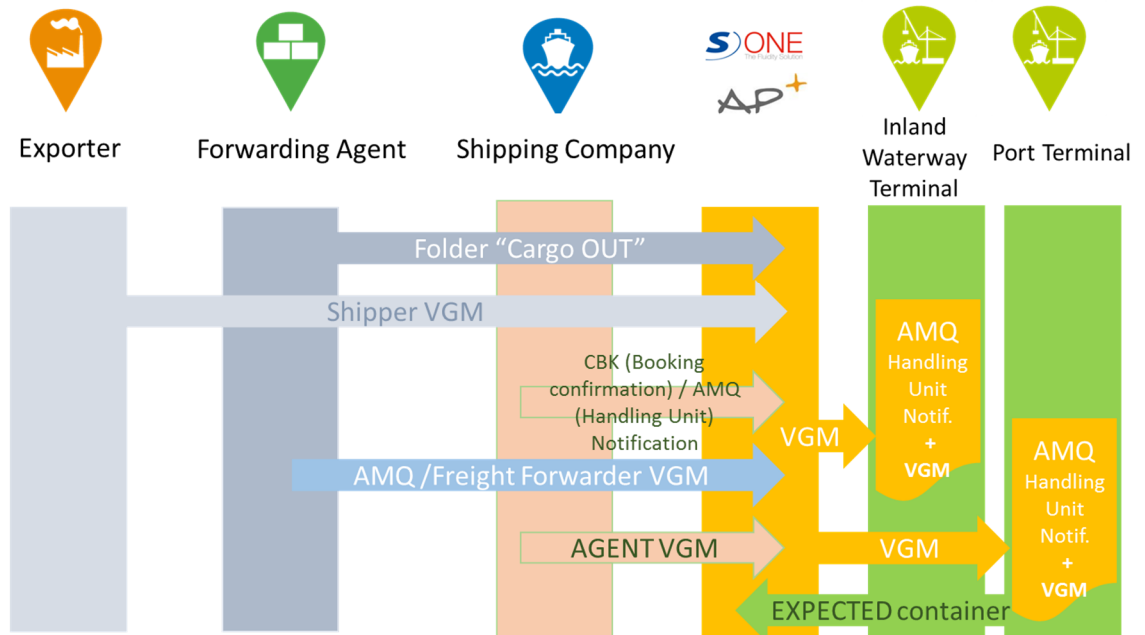 S)ONE
The Fluidity Solution
AP+
Exporter
Forwarding Agent
Shipping Company
Inland
Waterway
Terminal
Port Terminal
Folder “Cargo OUT”
Shipper VGM
CBK (Booking
confirmation) / AMQ
(Handling Unit)
Notification
VGM
AMQ /Freight Forwarder VGM
AGENT VGM
VGM
EXPECTED container
AMQ
Handling
Unit
Notif.
+
VGM
AMQ
Handling
Unit
Notif.
+
VGM